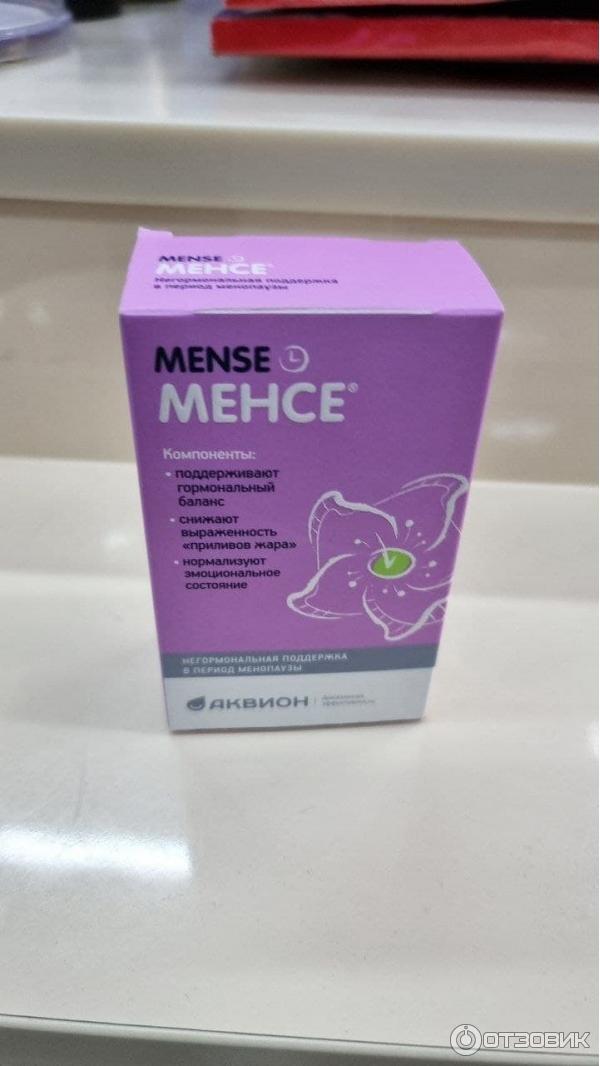 MENSE
МЕНСЕ®
Негормональная поддержка
в период менопаузы
MENSE
МЕНСЕ®
Компоненты:
• поддерживают
гормональный
баланс
• снижают
выраженность
«приливов жара»
• нормализуют
эмоциональное
состояние
НЕГОРМОНАЛЬНАЯ ПОДДЕРЖКА
В ПЕРИОД МЕНОПАУЗЫ
АКВИОН
ОТЗОВИК